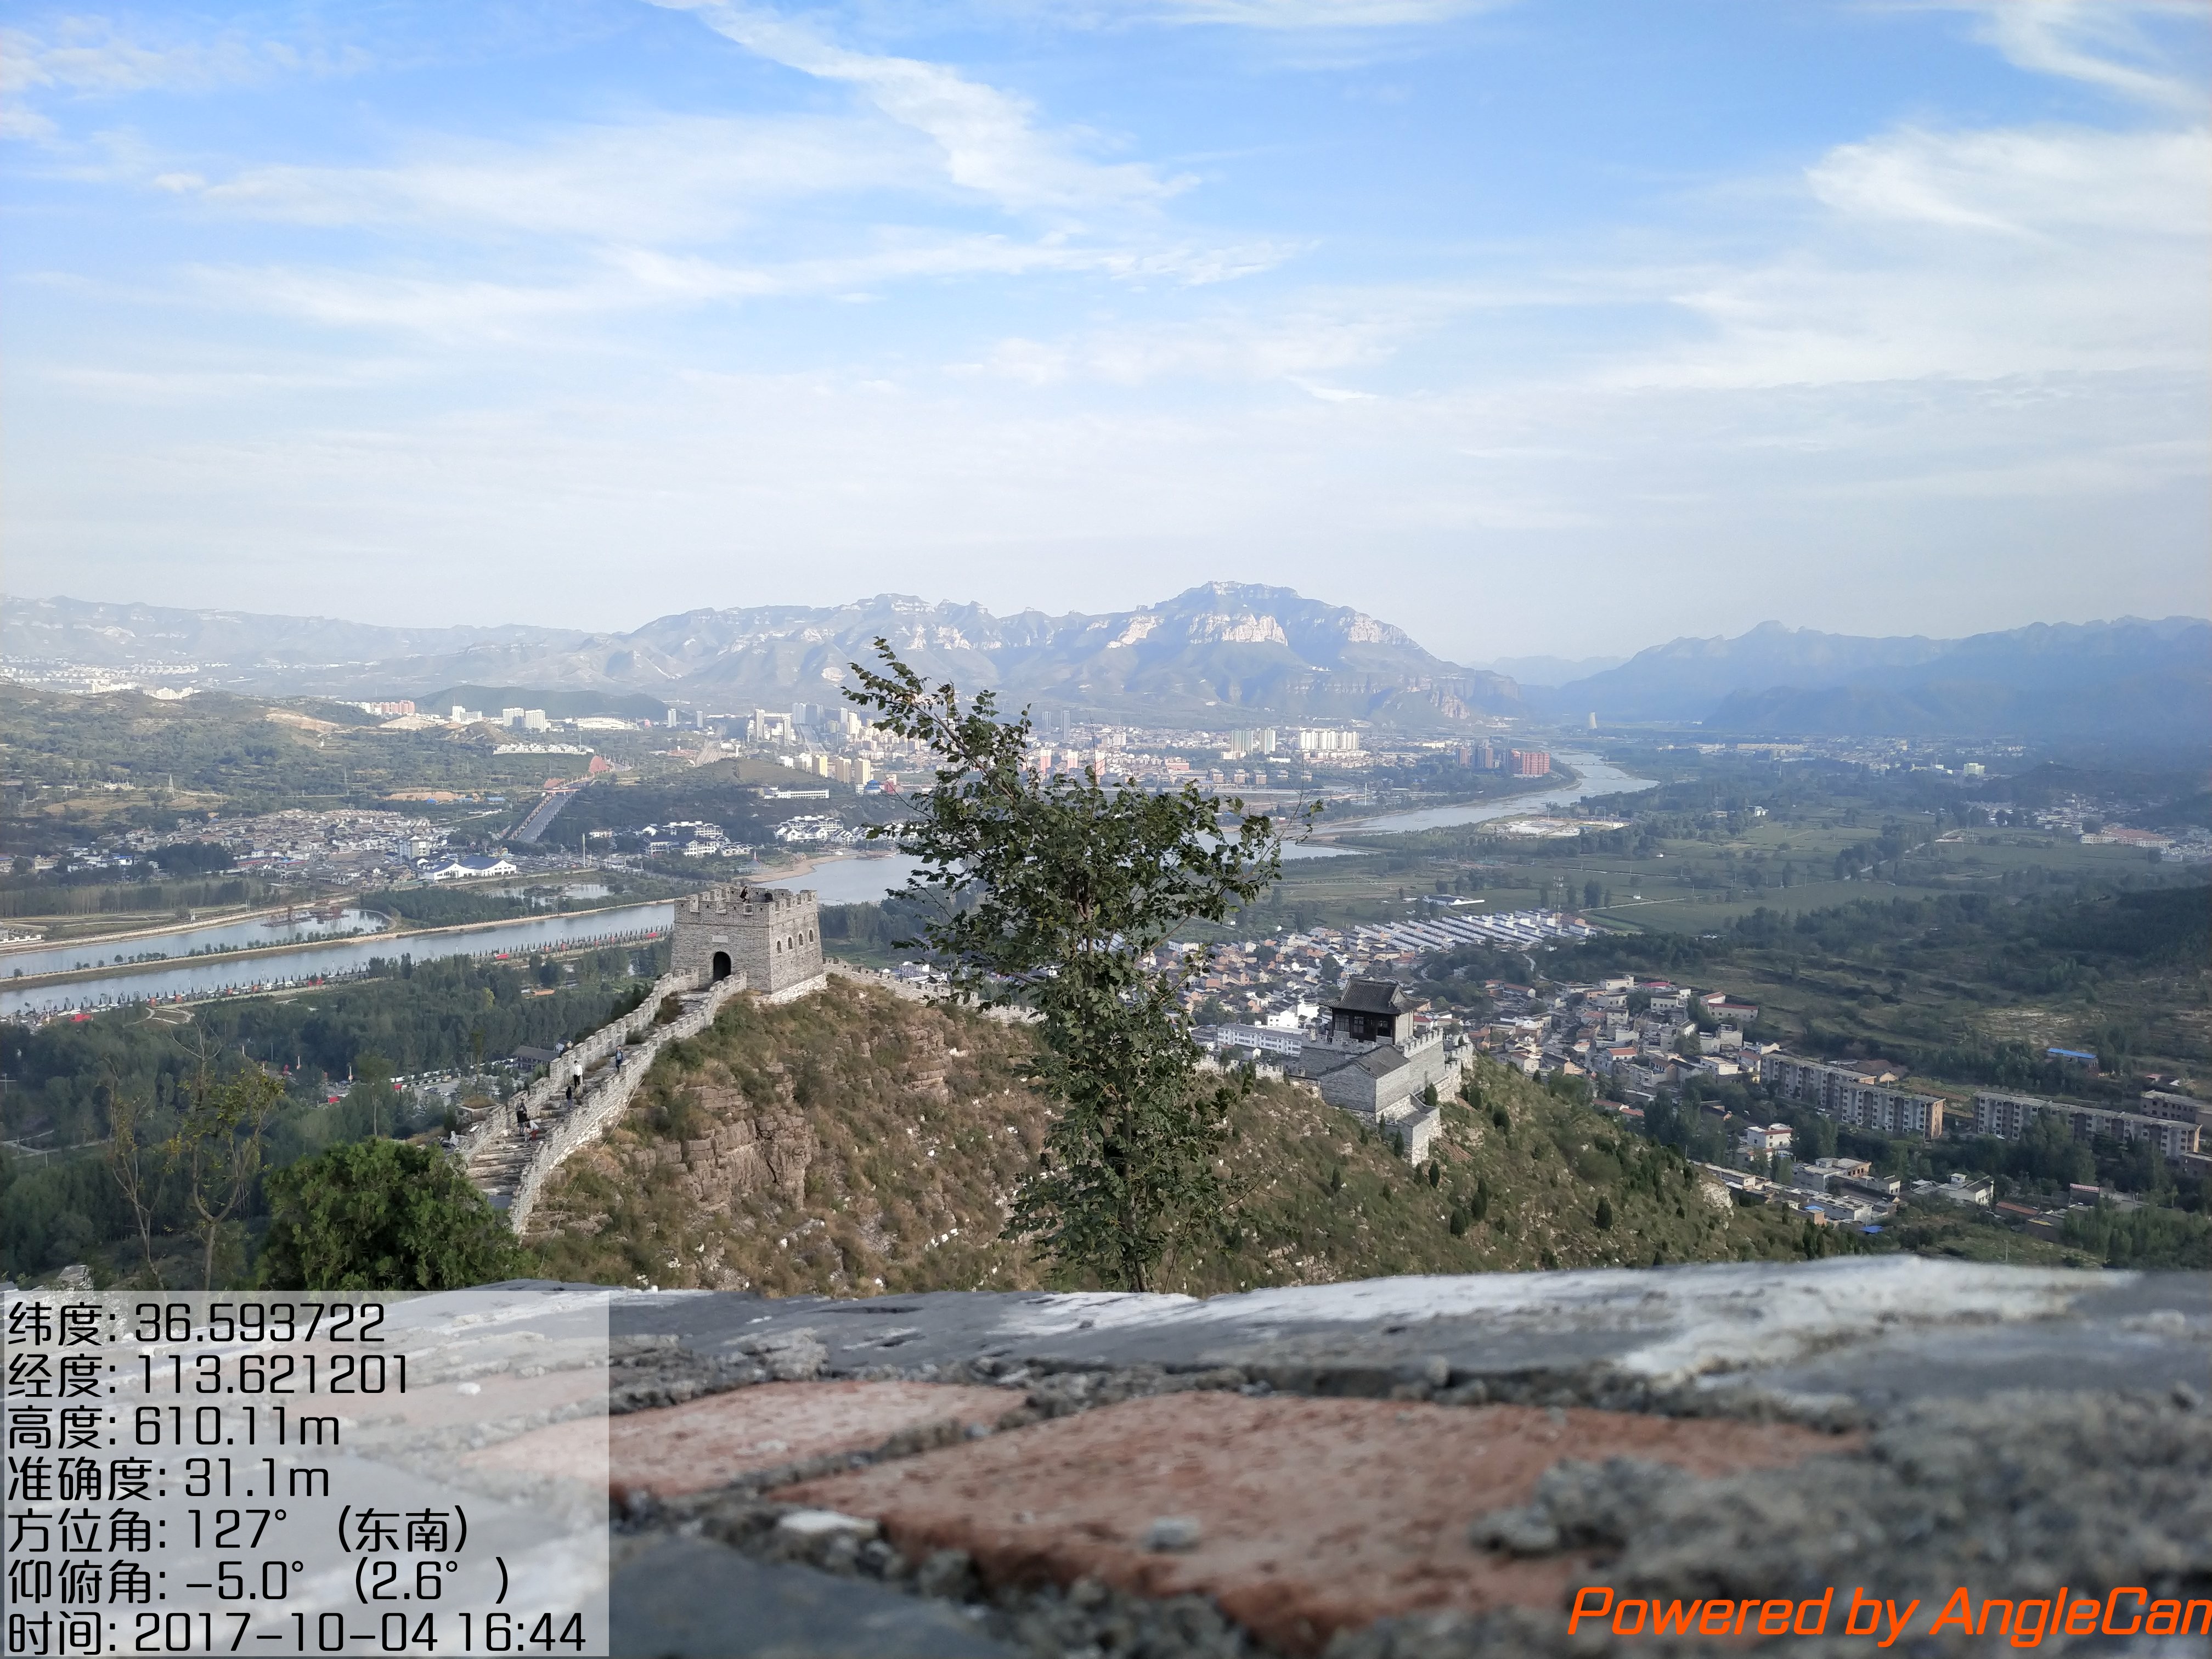 纬度: 36.593722
经度: 113.621201
高度: 610.11m
准确度: 31.1m
方位角: 127° (东南)
仰俯角: -5.0° (2.6° )
时间: 2017-10-04 16:44
Powered by AngleCam